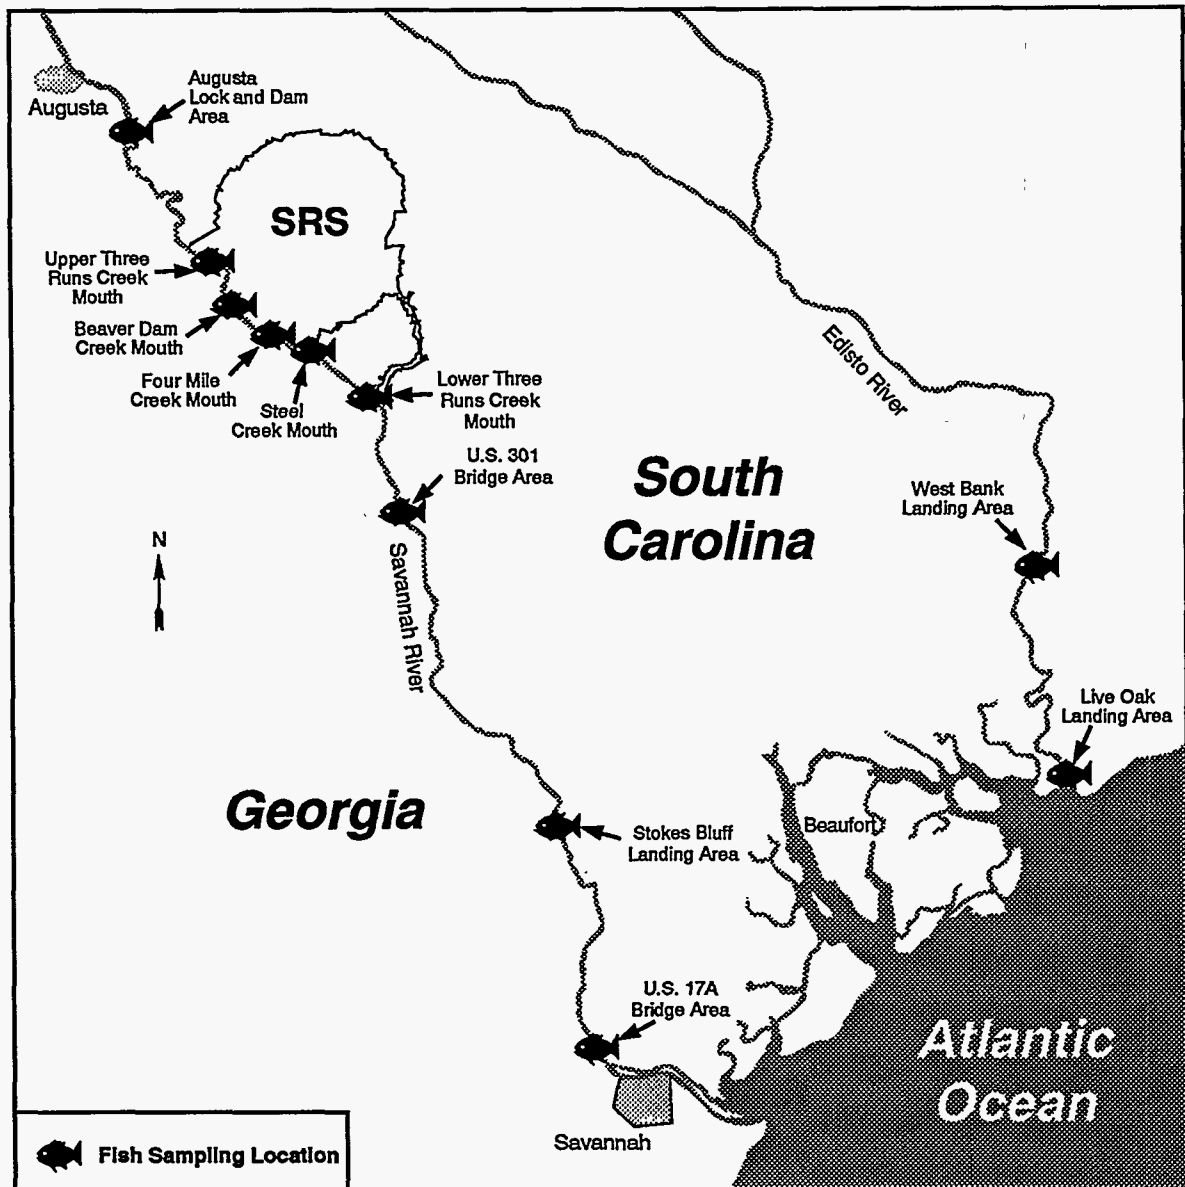 Augusta
Augusta
Lock and Dam
Area
SRS
Upper Three
Runs Creek
Mouth
Beaver Dam
Creek Mouth
Four Mile
Creek Mouth
Steel
Creek Mouth
Lower Three
Runs Creek
Mouth
U.S. 301
Bridge Area
Edisto River
South
Carolina
West Bank
Landing Area
N
Savannah River
Live Oak
Landing Area
Georgia
Stokes Bluff
Landing Area
Beaufort
U.S. 17A
Bridge Area
Atlantic
Ocean
Savannah
Fish Sampling Location